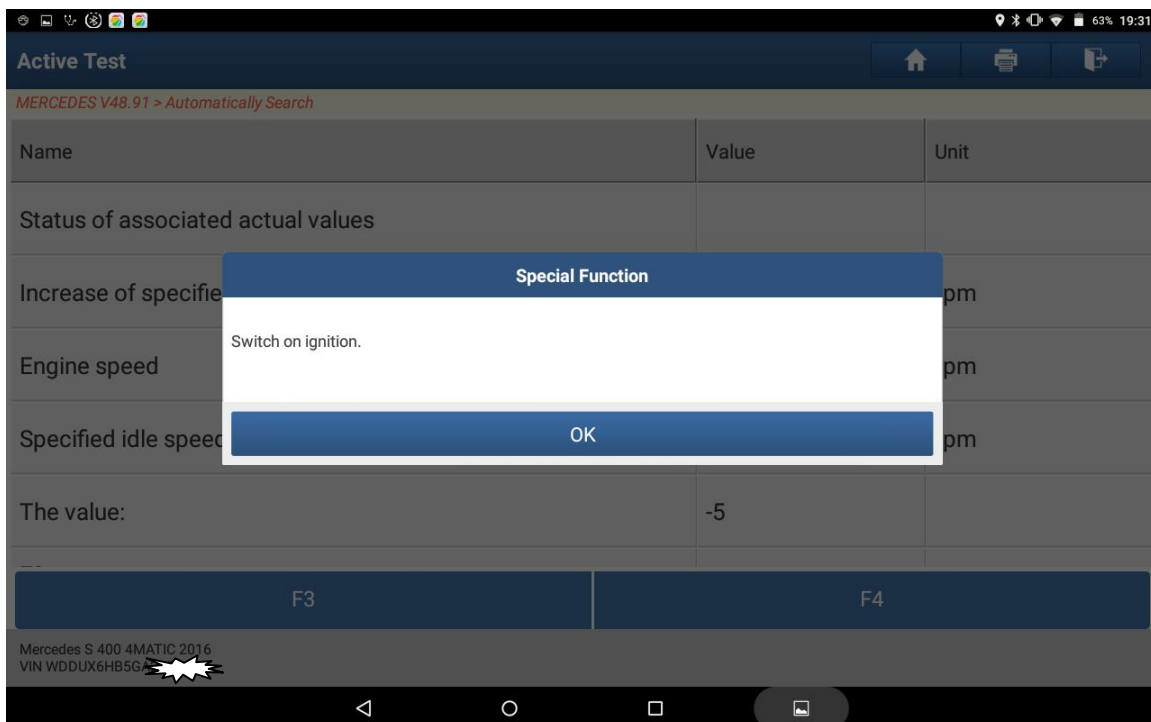 63% 19:31
Active Test
MERCEDES V48.91 > Automatically Search
Name Value Unit
Status of associated actual values
Special Function
Increase of specifie pm
Switch on ignition.
Engine speed pm
OK
Specified idle speed pm
The value: -5
F3 F4
Mercedes S 400 4MATIC 2016
VIN WDDUX6HB5GA